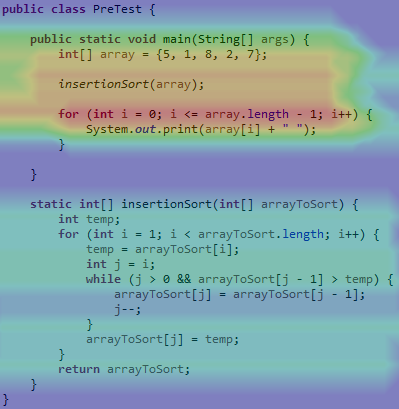 public class PreTest {
public static void main(String[] args) {
int[] array = {5, 1, 8, 2, 7};
insertionSort(array);
for (int i = 0; i <= array.length - 1; i++) {
System.out.print(array[i] + " ");
}
}
static int[] insertionSort(int[] arrayToSort) {
int temp;
for (int i = 1; i < arrayToSort.length; i++) {
temp = arrayToSort[i];
int j = i;
while (j > 0 && arrayToSort[j - 1] > temp) {
arrayToSort[j] = arrayToSort[j - 1];
j--;
}
arrayToSort[j] = temp;
}
return arrayToSort;
}
}